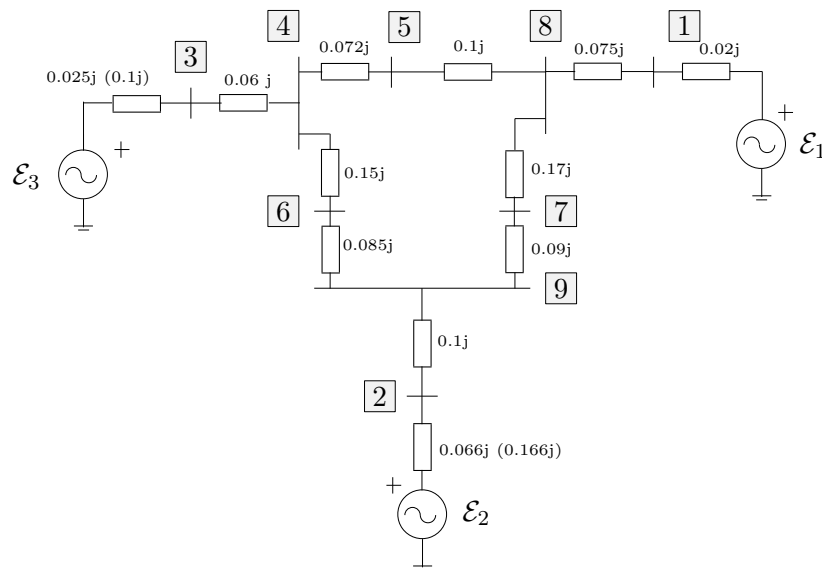 4
5
8
1
3
0.072j
0.1j
0.075j
0.02j
0.025j (0.1j)
0.06 j
+
+
ℰ3
ℰ1
0.15j
0.17j
6
7
0.085j
0.09j
9
0.1j
2
0.066j (0.166j)
+
ℰ2